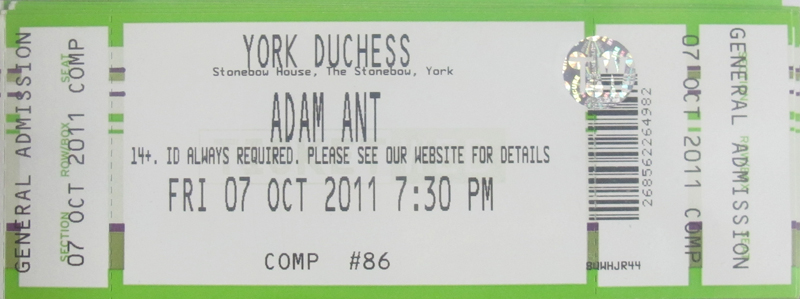 GENERAL ADMISSION
SECTION ROW/BOX SEAT
07 OCT 2011 COMP
YORK DUCHESS
Stonebow House, The Stonebow, York
ADAM ANT
14+. ID ALWAYS REQUIRED. PLEASE SEE OUR WEBSITE FOR DETAILS
FRI 07 OCT 2011 7:30 PM
COMP #86
268562264982
07 OCT 2011 COMP
GENERAL ADMISSION